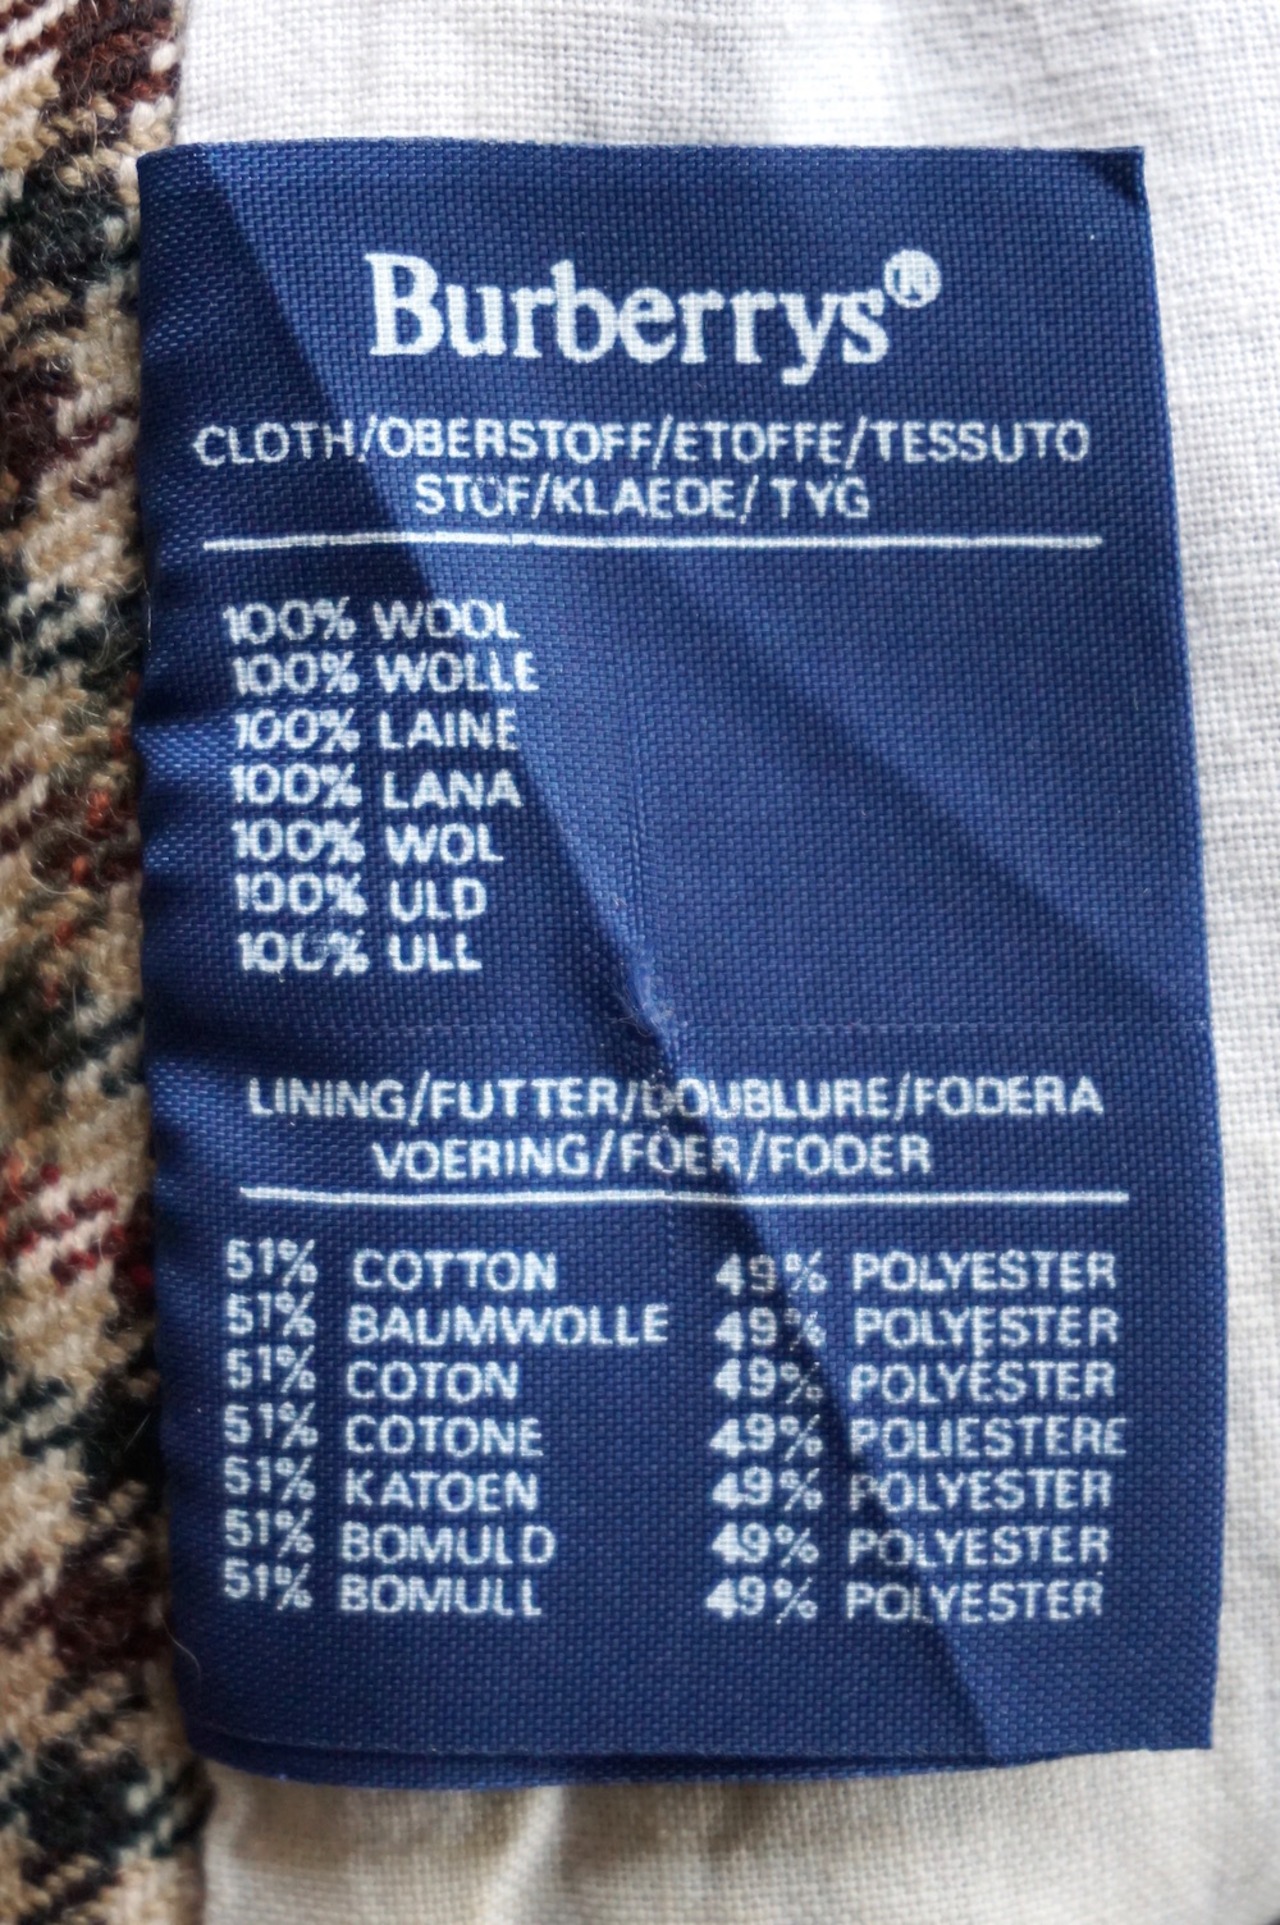 Burberrys®
CLOTH/OBERSTOFF/ETOFFE/TESSUTO
STOF/KLAEDE/TYG
100% WOOL
100% WOLLE
100% LAINE
100% LANA
100% WOL
100% ULD
100% ULL
LINING/FUTTER/DOUBLURE/FODERA
VOERING/FOER/FODER
51% COTTON 49% POLYESTER
51% BAUMWOLLE 49% POLYESTER
51% COTON 49% POLYESTER
51% COTONE 49% POLIESTERE
51% KATOEN 49% POLYESTER
51% BOMULD 49% POLYESTER
51% BOMULL 49% POLYESTER